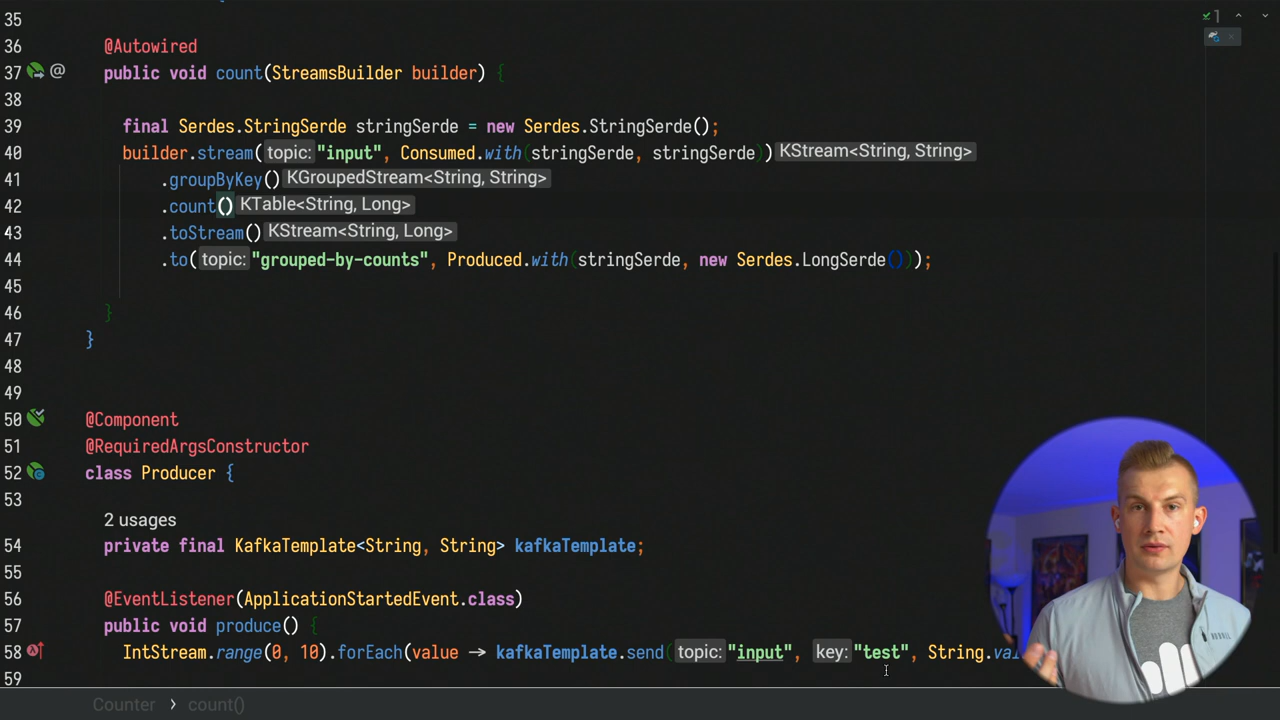 35
36 @Autowired
37 @ public void count(StreamsBuilder builder) {
38
39 final Serdes.StringSerde stringSerde = new Serdes.StringSerde();
40 builder.stream( topic: "input", Consumed.with(stringSerde, stringSerde)) KStream<String, String>
41 .groupByKey() KGroupedStream<String, String>
42 .count() KTable<String, Long>
43 .toStream() KStream<String, Long>
44 .to( topic: "grouped-by-counts", Produced.with(stringSerde, new Serdes.LongSerde()));
45
46 }
47 }
48
49
50 @Component
51 @RequiredArgsConstructor
52 class Producer {
53
2 usages
54 private final KafkaTemplate<String, String> kafkaTemplate;
55
56 @EventListener(ApplicationStartedEvent.class)
57 public void produce() {
58 IntStream.range(0, 10).forEach(value -> kafkaTemplate.send( topic: "input", key: "test", String.val
59
Counter > count()
1